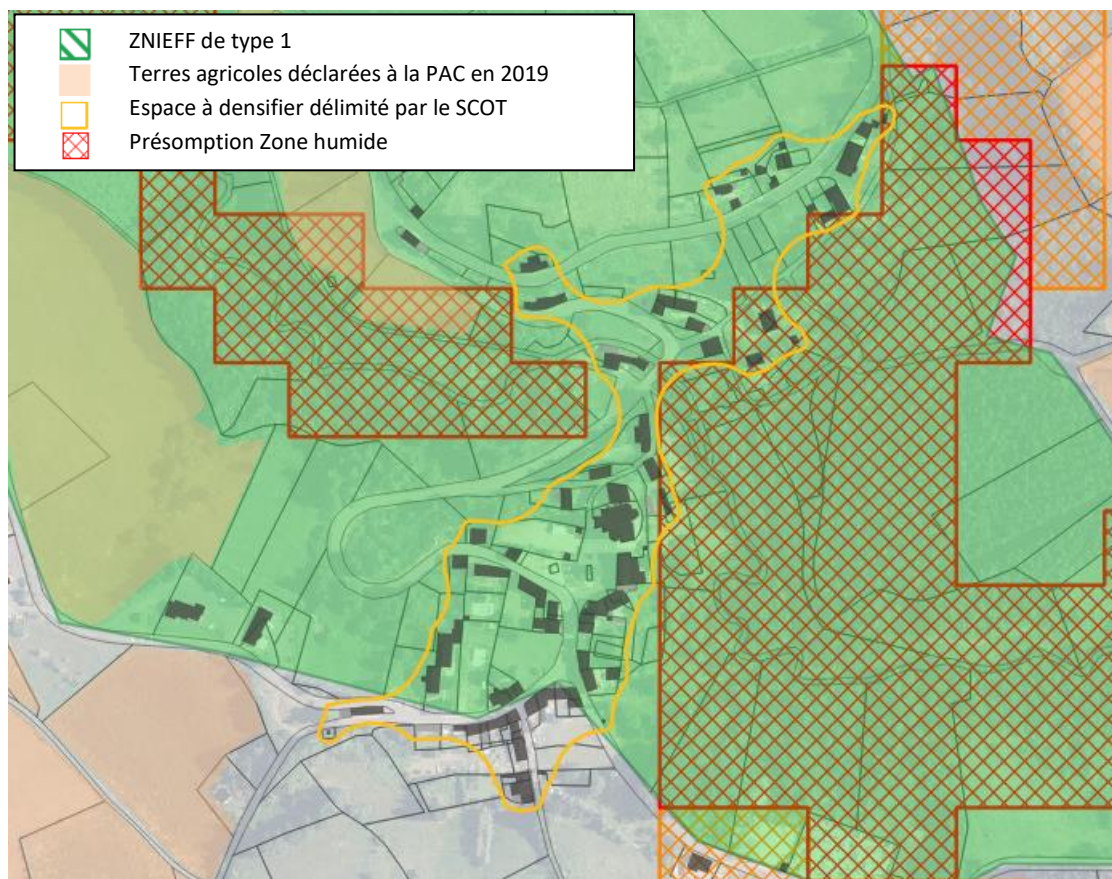 ZNIEFF de type 1
Terres agricoles déclarées à la PAC en 2019
Espace à densifier délimité par le SCOT
Présomption Zone humide